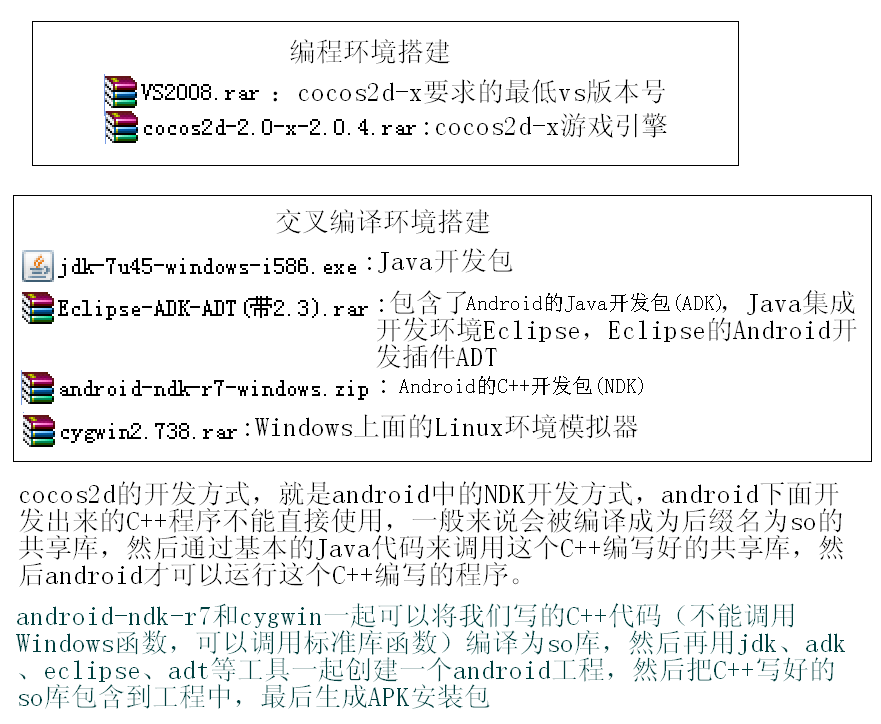 编程环境搭建
VS2008.rar : cocos2d-x要求的最低vs版本号
cocos2d-2.0-x-2.0.4.rar:cocos2d-x游戏引擎
交叉编译环境搭建
jdk-7u45-windows-i586.exe :Java开发包
Eclipse-ADK-ADT(带2.3).rar :包含了Android的Java开发包(ADK), Java集成
开发环境Eclipse, Eclipse的Android开
发插件ADT
android-ndk-r7-windows.zip : Android的C++开发包(NDK)
cygwin2.738.rar :Windows上面的Linux环境模拟器
cocos2d的开发方式，就是android中的NDK开发方式，android下面开
发出来的C++程序不能直接使用，一般来说会被编译成为后缀名为so的
共享库，然后通过基本的Java代码来调用这个C++编写好的共享库，然
后android才可以运行这个C++编写的程序。
android-ndk-r7和cygwin一起可以将我们写的C++代码（不能调用
Windows函数，可以调用标准库函数）编译为so库，然后再用jdk、adk
、eclipse、adt等工具一起创建一个android工程，然后把C++写好的
so库包含到工程中，最后生成APK安装包